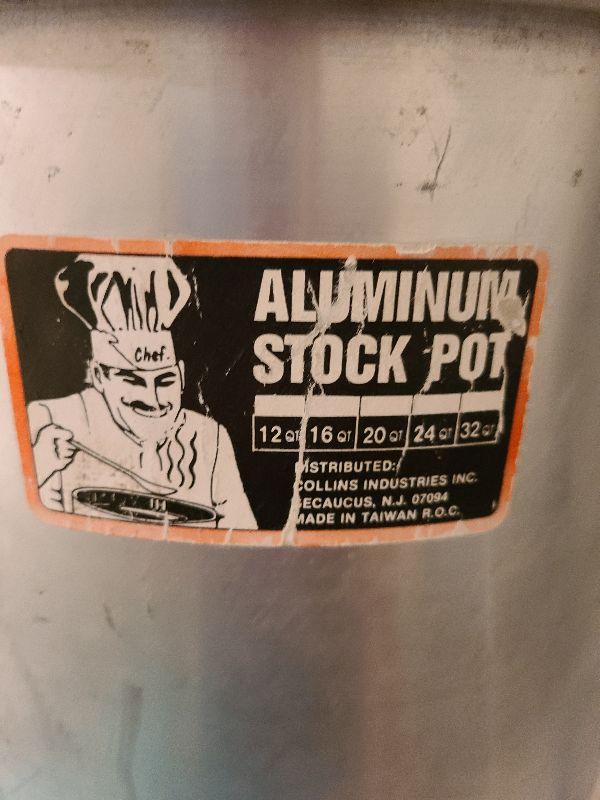 Chef.
ALUMINUM
STOCK POT
12 QT 16 QT 20 QT 24 QT 32 QT
DISTRIBUTED:
COLLINS INDUSTRIES INC.
SECAUCUS, N.J. 07094
MADE IN TAIWAN R.O.C.